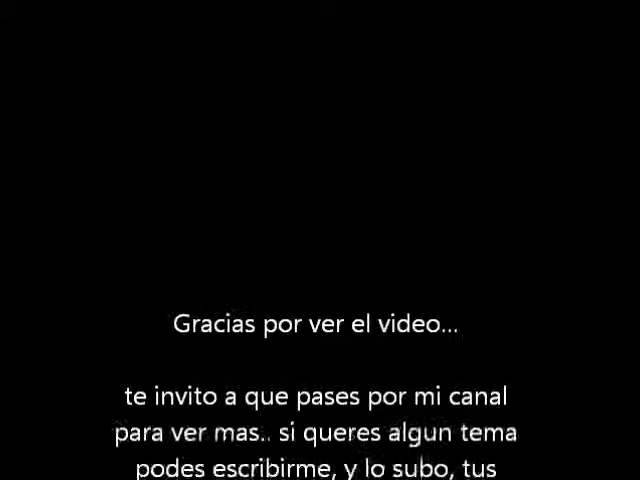 Gracias por ver el video...
te invito a que pases por mi canal
para ver mas.. si queres algun tema
podes escribirme, y lo subo, tus